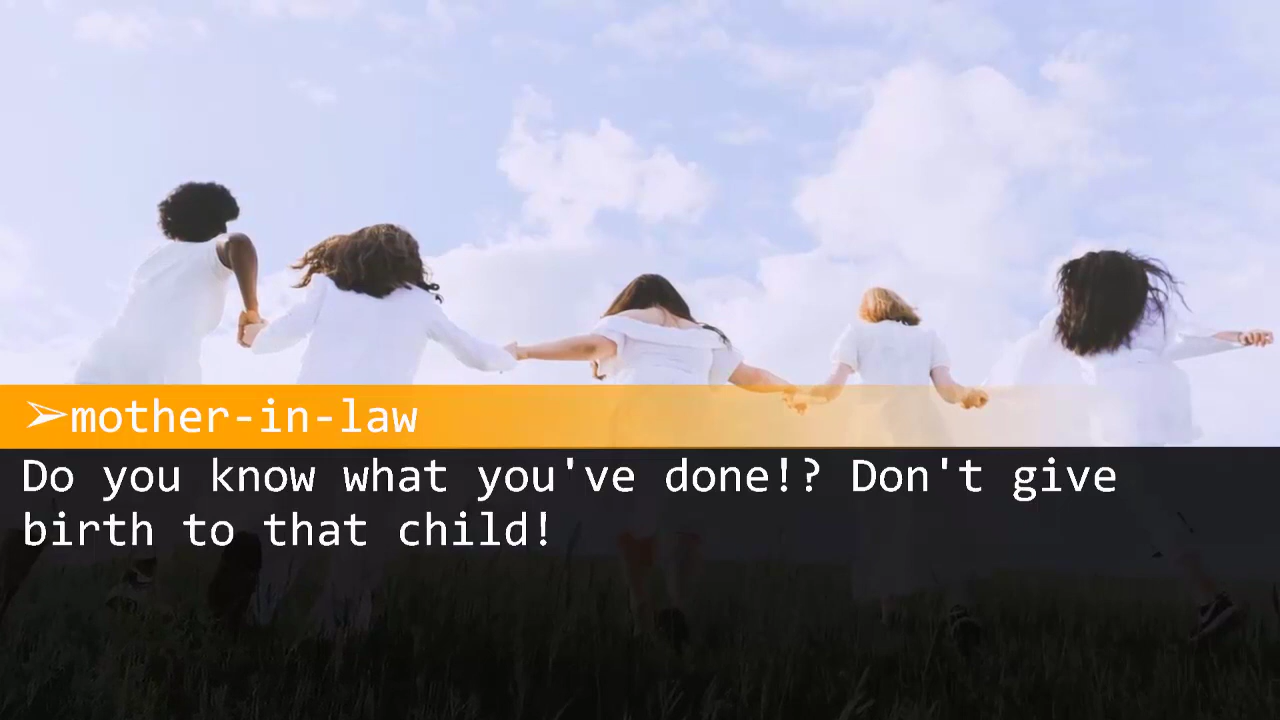 ➢mother-in-law
Do you know what you've done!? Don't give
birth to that child!